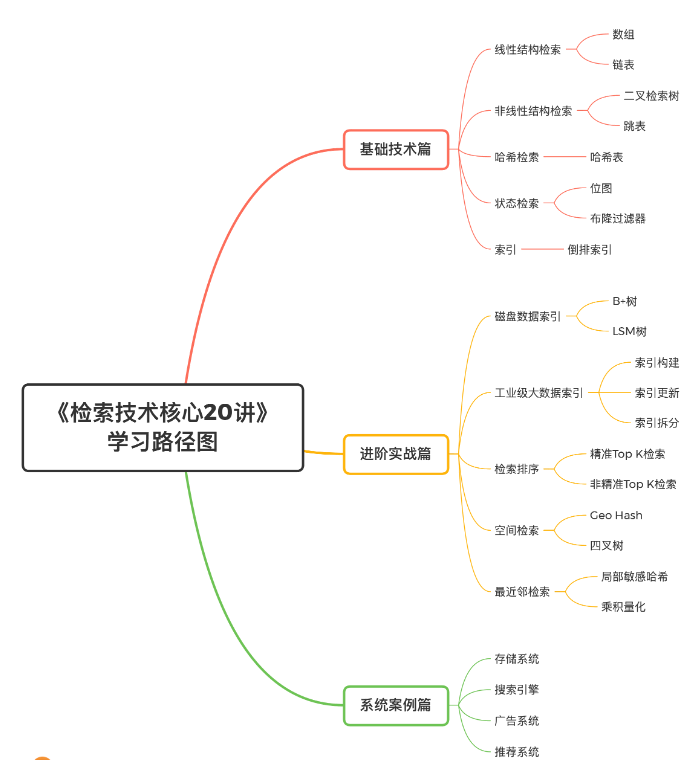 《检索技术核心20讲》
学习路径图
基础技术篇
线性结构检索
数组
链表
非线性结构检索
二叉检索树
跳表
哈希检索
哈希表
状态检索
位图
布隆过滤器
索引
倒排索引
进阶实战篇
磁盘数据索引
B+树
LSM树
工业级大数据索引
索引构建
索引更新
索引拆分
检索排序
精准Top K检索
非精准Top K检索
空间检索
Geo Hash
四叉树
最近邻检索
局部敏感哈希
乘积量化
系统案例篇
存储系统
搜索引擎
广告系统
推荐系统